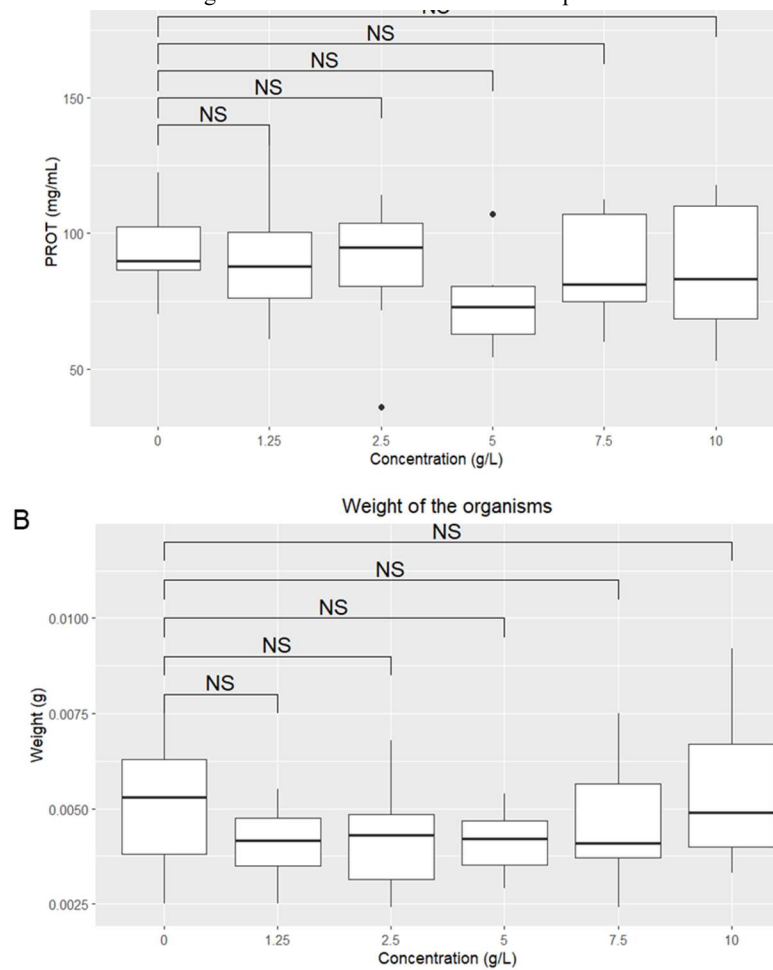 NS
NS
NS
NS
NS
150
100
50
PROT (mg/mL)
0 1.25 2.5 5 7.5 10
Concentration (g/L)
B
Weight of the organisms
NS
NS
NS
NS
NS
0.0100
0.0075
0.0050
0.0025
Weight (g)
0 1.25 2.5 5 7.5 10
Concentration (g/L)